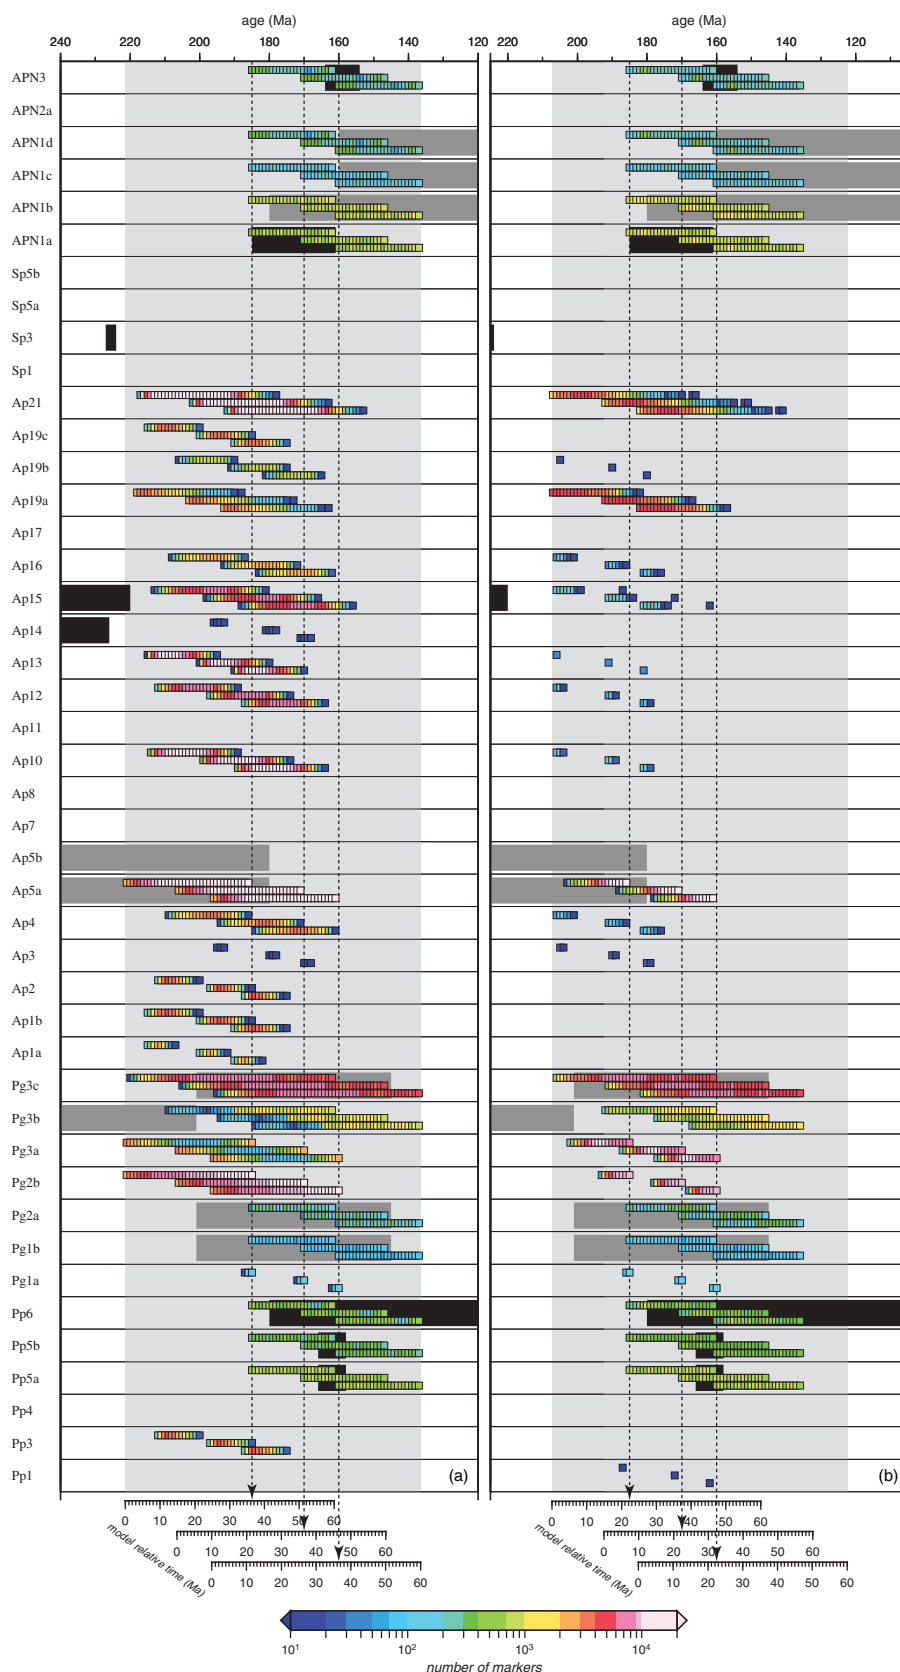 age (Ma) age (Ma)
240 220 200 180 160 140 120 220 200 180 160 140 120
APN3
APN2a
APN1d
APN1c
APN1b
APN1a
Sp5b
Sp5a
Sp3
Sp1
Ap21
Ap19c
Ap19b
Ap19a
Ap17
Ap16
Ap15
Ap14
Ap13
Ap12
Ap11
Ap10
Ap8
Ap7
Ap5b
Ap5a
Ap4
Ap3
Ap2
Ap1b
Ap1a
Pg3c
Pg3b
Pg3a
Pg2b
Pg2a
Pg1b
Pg1a
Pp6
Pp5b
Pp5a
Pp4
Pp3
Pp1
(a) (b)
0 10 20 30 40 50 60 0 10 20 30 40 50 60
0 10 20 30 40 50 60 0 10 20 30 40 50 60
0 10 20 30 40 50 60 0 10 20 30 40 50 60
model relative time (Ma)
10¹ 10² 10³ 10⁴
number of markers